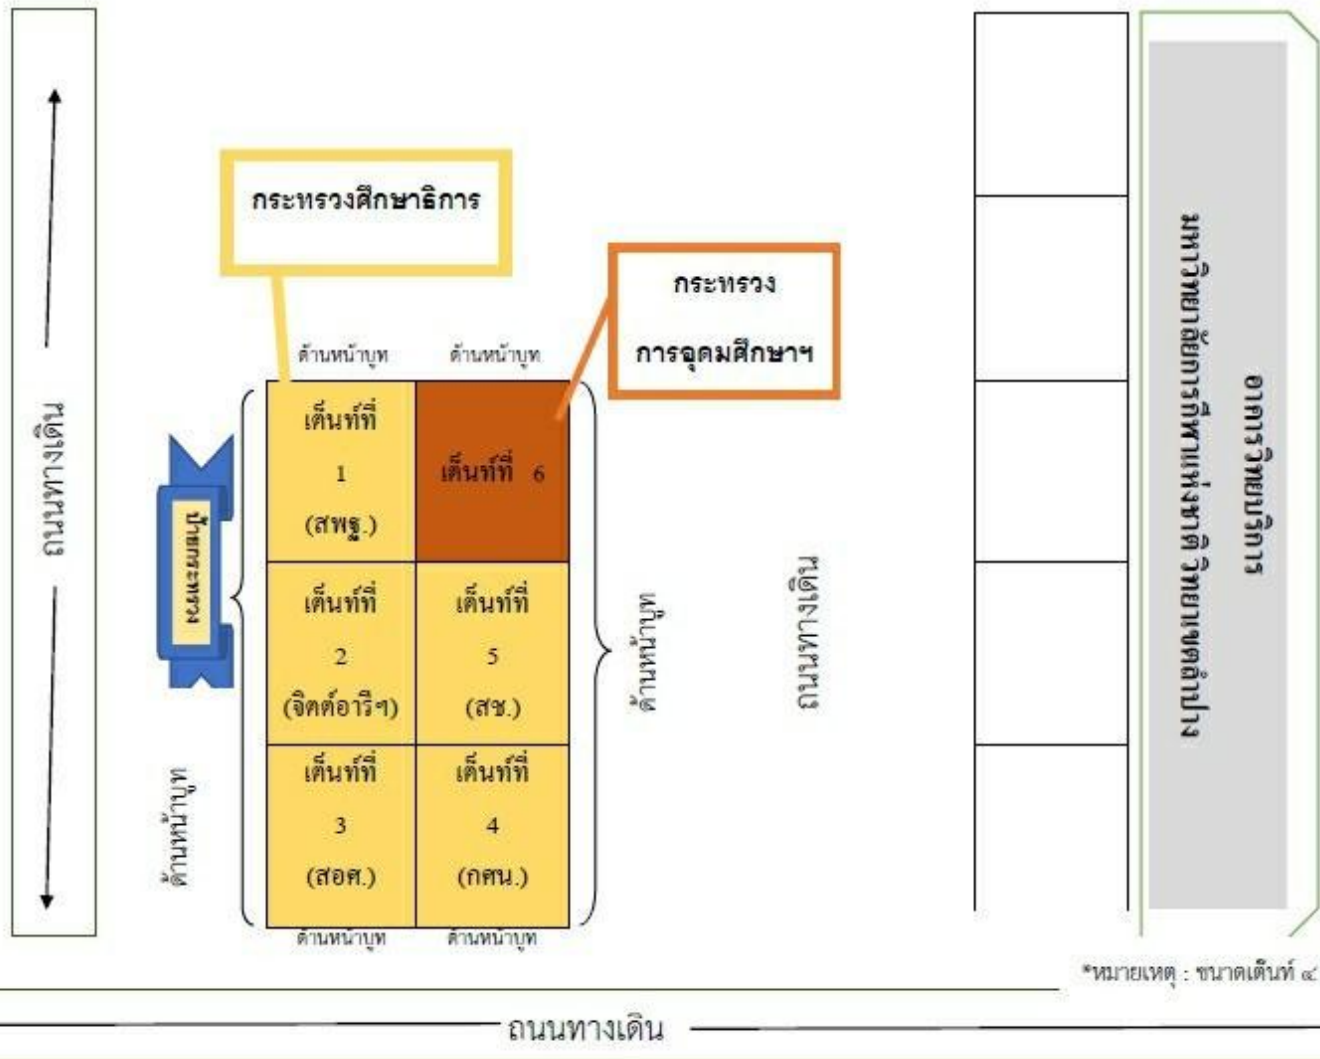 กระทรวงศึกษาธิการ
กระทรวง
การอุดมศึกษาฯ
ด้านหน้าบูท
ด้านหน้าบูท
เต็นท์ที่
1
(สพฐ.)
เต็นท์ที่ 6
เต็นท์ที่
2
(จิตต์อารีฯ)
เต็นท์ที่
5
(สช.)
เต็นท์ที่
3
(สอศ.)
เต็นท์ที่
4
(กศน.)
ด้านหน้าบูท
ด้านหน้าบูท
ถนนทางเดิน
ป้ายกระทรวง
ด้านหน้าบูท
ด้านหน้าบูท
ถนนทางเดิน
อาคารวิทยบริการ
มหาวิทยาลัยการกีฬาแห่งชาติ วิทยาเขตลำปาง
*หมายเหตุ : ขนาดเต็นท์ ๔
ถนนทางเดิน